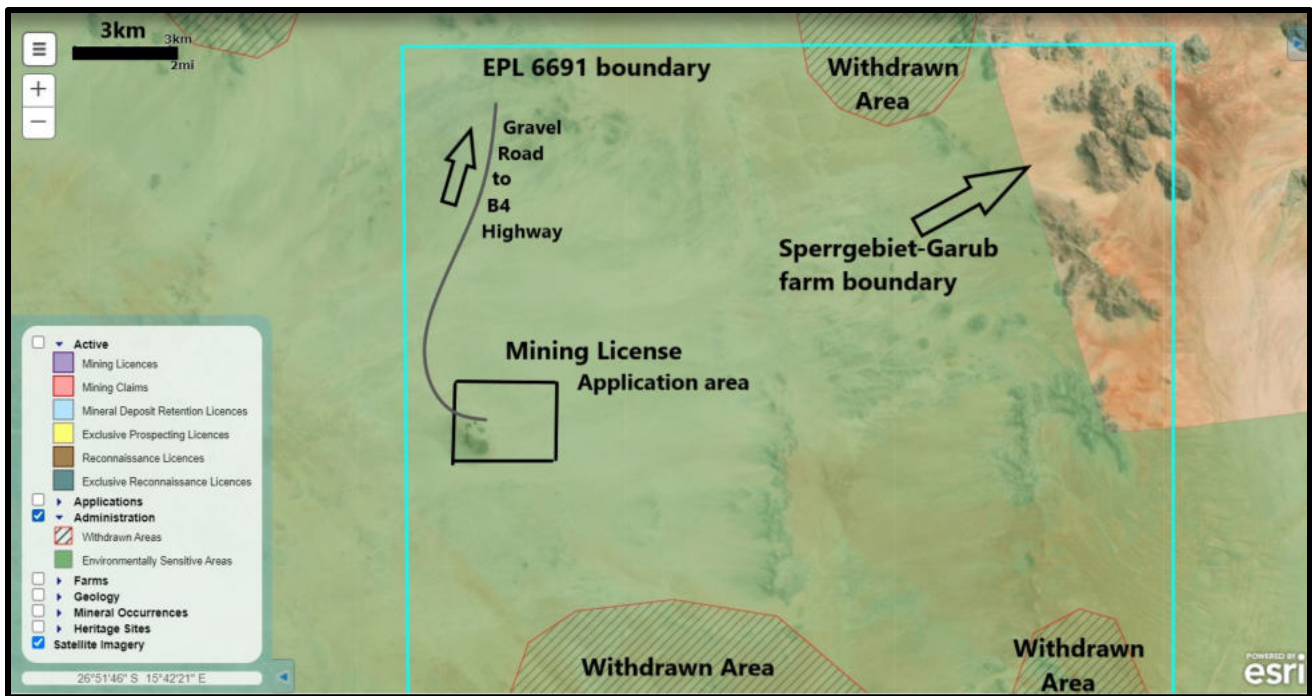 3km
3km
2mi
+
−
EPL 6691 boundary
Withdrawn
Area
Gravel
Road
to
B4
Highway
Sperrgebiet-Garub
farm boundary
Mining License
Application area
Active
Mining Licences
Mining Claims
Mineral Deposit Retention Licences
Exclusive Prospecting Licences
Reconnaissance Licences
Exclusive Reconnaissance Licences
Applications
Administration
Withdrawn Areas
Environmentally Sensitive Areas
Farms
Geology
Mineral Occurrences
Heritage Sites
Satellite Imagery
26°51'46" S 15°42'21" E
Withdrawn Area
Withdrawn
Area
POWERED BY
esri